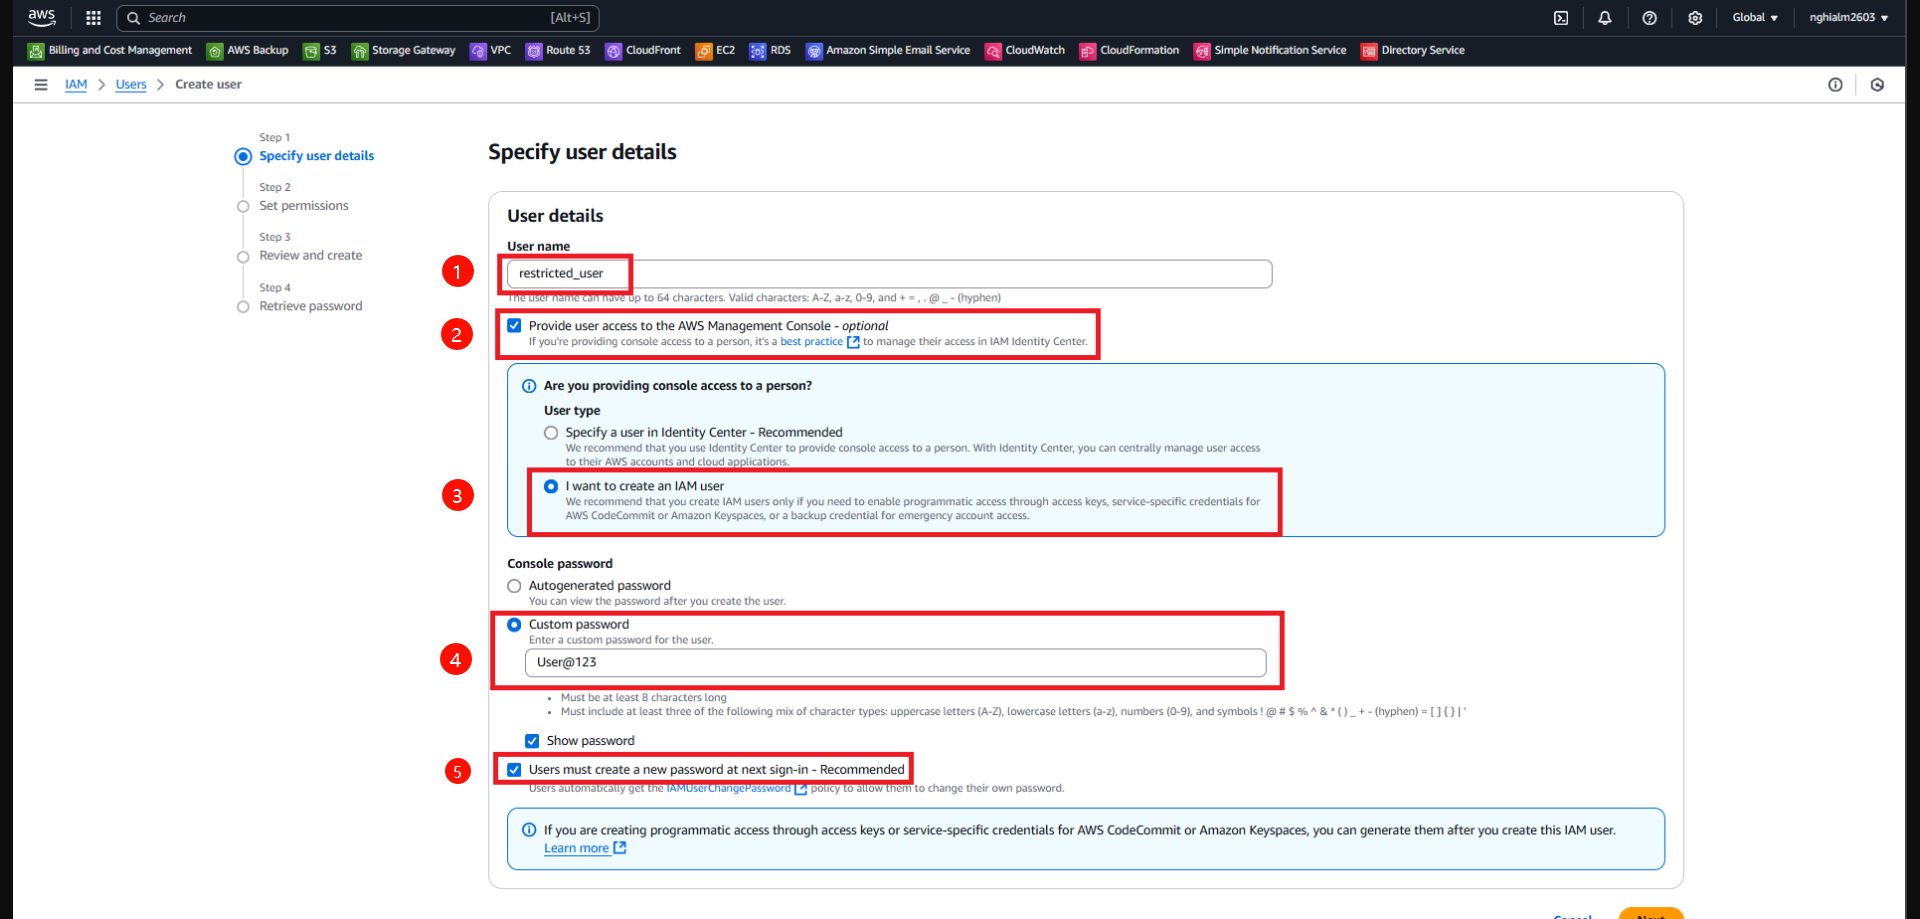 aws
Search [Alt+S]
Global ▼ nghialm2603 ▼
Billing and Cost Management AWS Backup S3 Storage Gateway VPC Route 53 CloudFront EC2 RDS Amazon Simple Email Service CloudWatch CloudFormation Simple Notification Service Directory Service
IAM > Users > Create user
Step 1
Specify user details
Step 2
Set permissions
Step 3
Review and create
Step 4
Retrieve password
Specify user details
User details
User name
1
restricted_user
The user name can have up to 64 characters. Valid characters: A-Z, a-z, 0-9, and + = , . @ _ - (hyphen)
2
Provide user access to the AWS Management Console - optional
If you're providing console access to a person, it's a best practice to manage their access in IAM Identity Center.
Are you providing console access to a person?
User type
Specify a user in Identity Center - Recommended
We recommend that you use Identity Center to provide console access to a person. With Identity Center, you can centrally manage user access
to their AWS accounts and cloud applications.
3
I want to create an IAM user
We recommend that you create IAM users only if you need to enable programmatic access through access keys, service-specific credentials for
AWS CodeCommit or Amazon Keyspaces, or a backup credential for emergency account access.
Console password
Autogenerated password
You can view the password after you create the user.
Custom password
Enter a custom password for the user.
4
User@123
• Must be at least 8 characters long
• Must include at least three of the following mix of character types: uppercase letters (A-Z), lowercase letters (a-z), numbers (0-9), and symbols ! @ # $ % ^ & * ( ) _ + - (hyphen) = [ ] { } | '
Show password
5
Users must create a new password at next sign-in - Recommended
Users automatically get the IAMUserChangePassword policy to allow them to change their own password.
If you are creating programmatic access through access keys or service-specific credentials for AWS CodeCommit or Amazon Keyspaces, you can generate them after you create this IAM user.
Learn more
Cancel Next